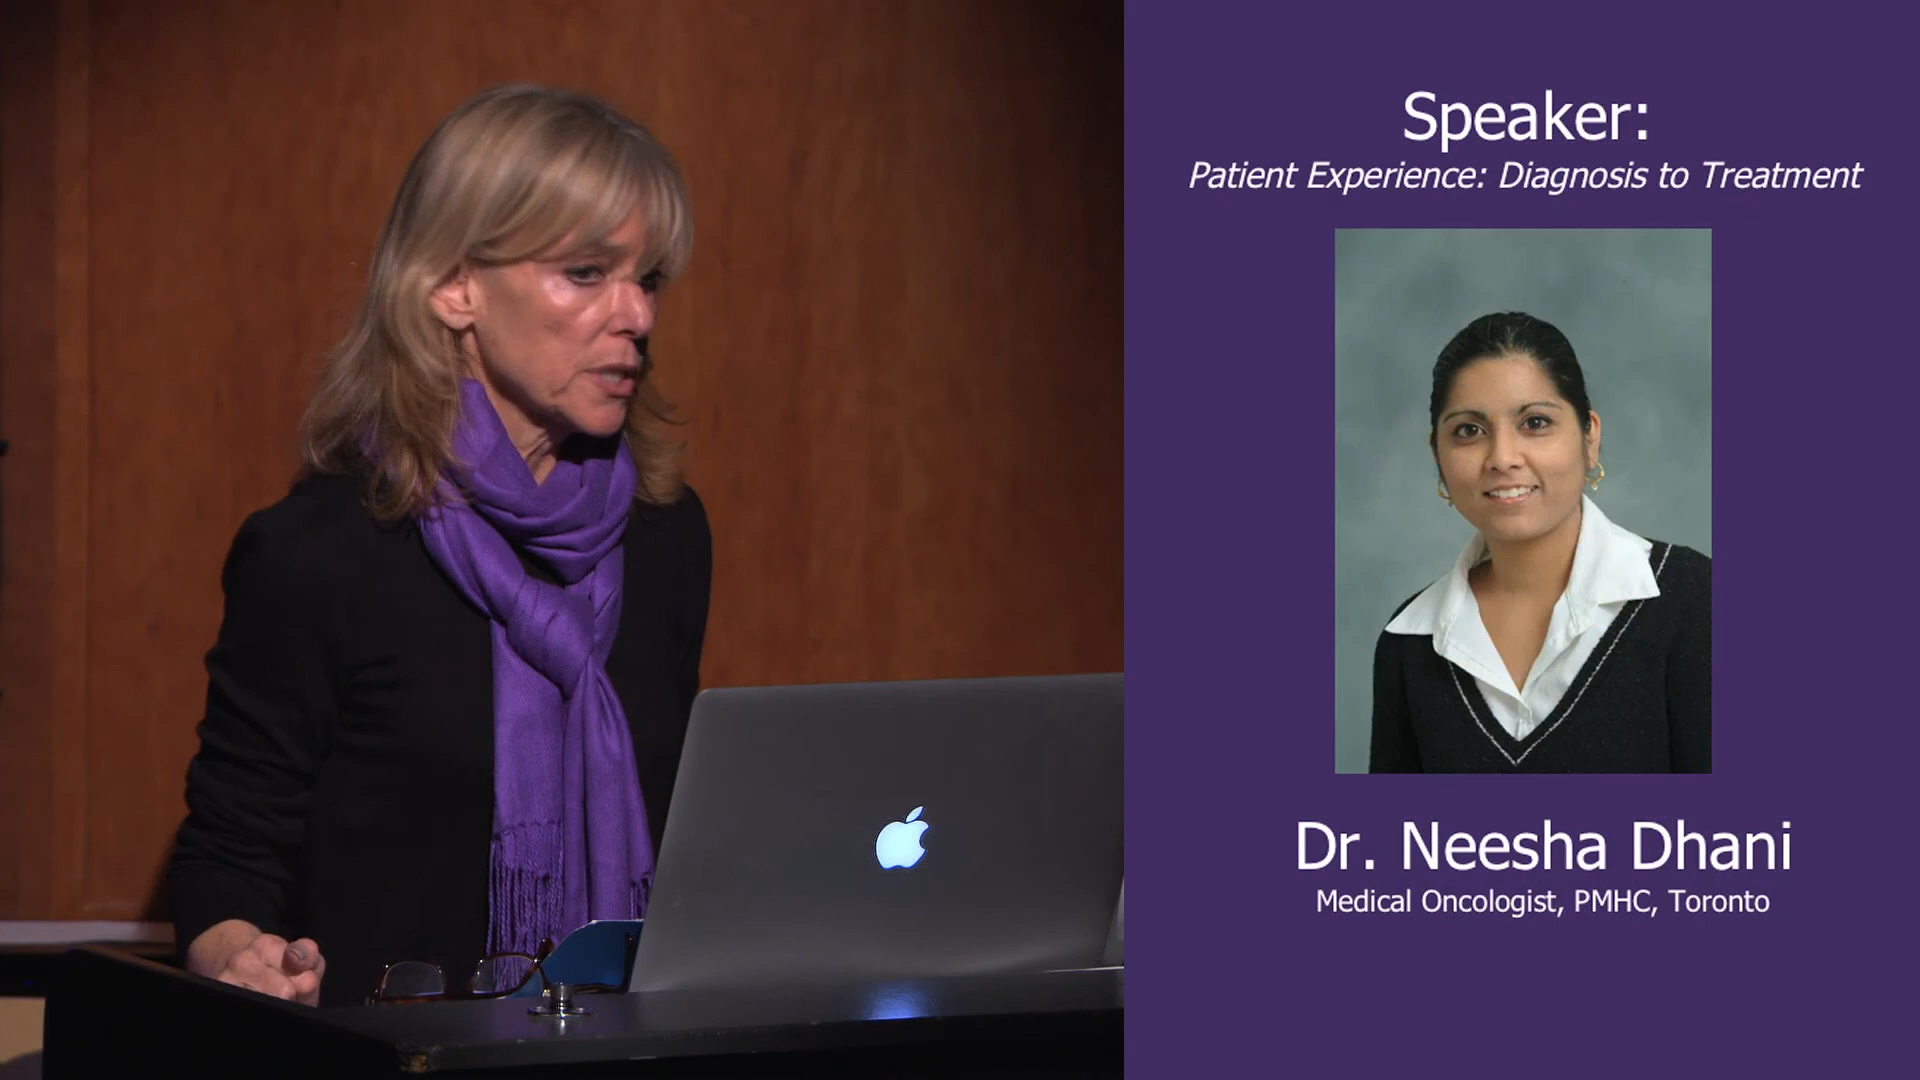 Speaker:
Patient Experience: Diagnosis to Treatment
Dr. Neesha Dhani
Medical Oncologist, PMHC, Toronto